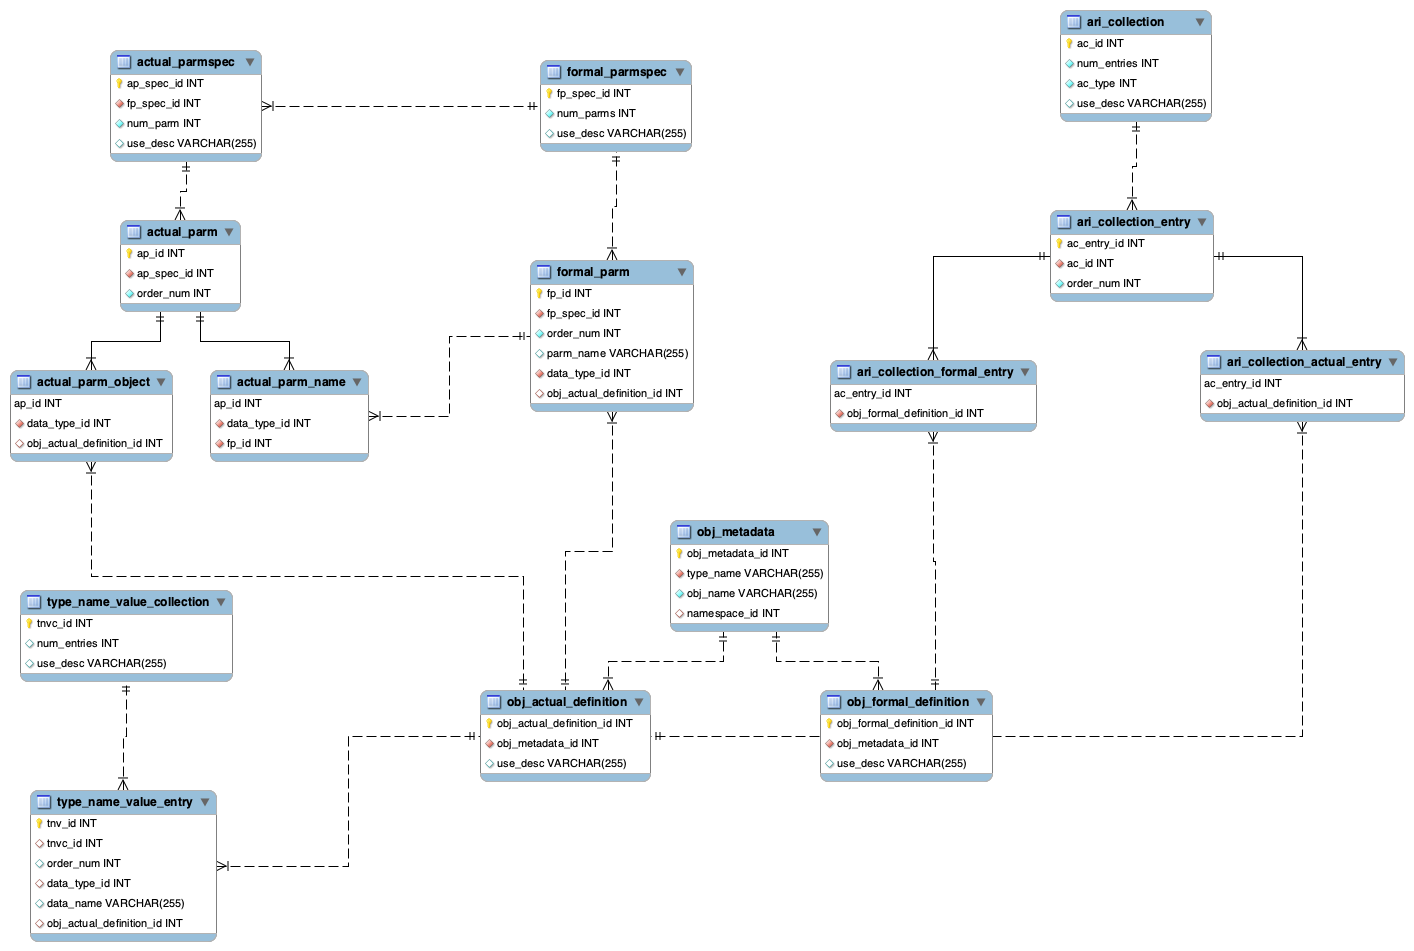 actual_parmspec
ap_spec_id INT
fp_spec_id INT
num_parm INT
use_desc VARCHAR(255)
formal_parmspec
fp_spec_id INT
num_parms INT
use_desc VARCHAR(255)
ari_collection
ac_id INT
num_entries INT
ac_type INT
use_desc VARCHAR(255)
actual_parm
ap_id INT
ap_spec_id INT
order_num INT
formal_parm
fp_id INT
fp_spec_id INT
order_num INT
parm_name VARCHAR(255)
data_type_id INT
obj_actual_definition_id INT
ari_collection_entry
ac_entry_id INT
ac_id INT
order_num INT
actual_parm_object
ap_id INT
data_type_id INT
obj_actual_definition_id INT
actual_parm_name
ap_id INT
data_type_id INT
fp_id INT
ari_collection_formal_entry
ac_entry_id INT
obj_formal_definition_id INT
ari_collection_actual_entry
ac_entry_id INT
obj_actual_definition_id INT
obj_metadata
obj_metadata_id INT
type_name VARCHAR(255)
obj_name VARCHAR(255)
namespace_id INT
type_name_value_collection
tnvc_id INT
num_entries INT
use_desc VARCHAR(255)
obj_actual_definition
obj_actual_definition_id INT
obj_metadata_id INT
use_desc VARCHAR(255)
obj_formal_definition
obj_formal_definition_id INT
obj_metadata_id INT
use_desc VARCHAR(255)
type_name_value_entry
tnv_id INT
tnvc_id INT
order_num INT
data_type_id INT
data_name VARCHAR(255)
obj_actual_definition_id INT